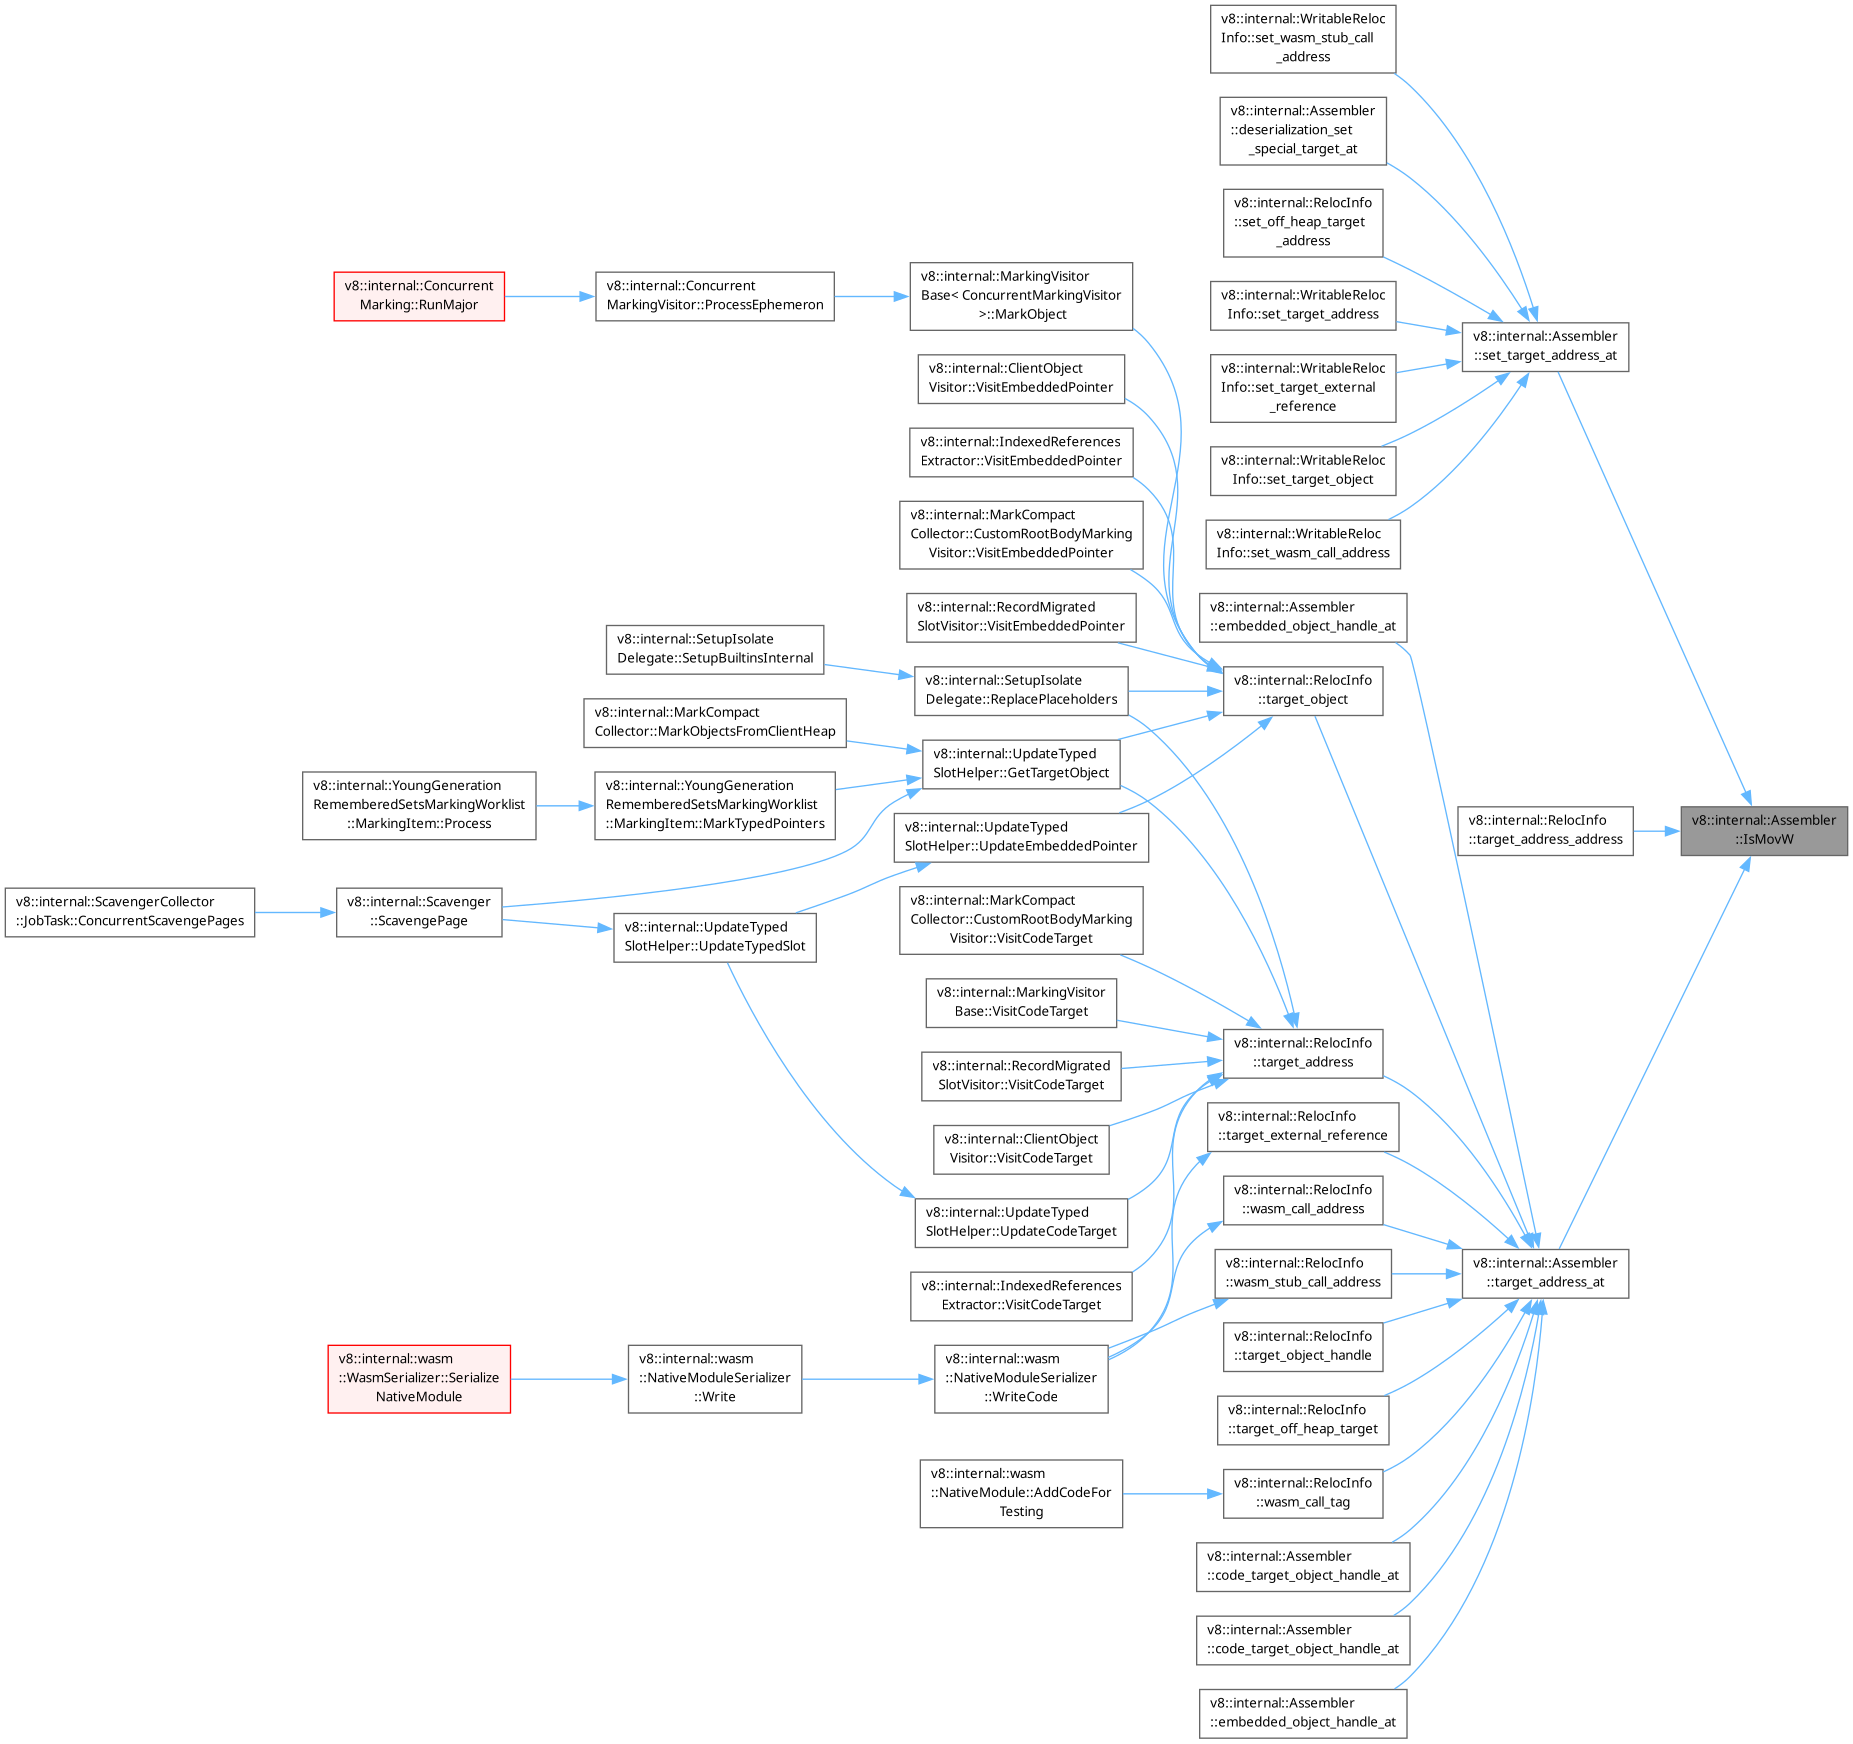 v8::internal::WritableReloc
Info::set_wasm_stub_call
_address
v8::internal::Assembler
::deserialization_set
_special_target_at
v8::internal::RelocInfo
::set_off_heap_target
_address
v8::internal::WritableReloc
Info::set_target_address
v8::internal::WritableReloc
Info::set_target_external
_reference
v8::internal::WritableReloc
Info::set_target_object
v8::internal::WritableReloc
Info::set_wasm_call_address
v8::internal::Assembler
::set_target_address_at
v8::internal::Concurrent
Marking::RunMajor
v8::internal::Concurrent
MarkingVisitor::ProcessEphemeron
v8::internal::MarkingVisitor
Base< ConcurrentMarkingVisitor
>::MarkObject
v8::internal::ClientObject
Visitor::VisitEmbeddedPointer
v8::internal::IndexedReferences
Extractor::VisitEmbeddedPointer
v8::internal::MarkCompact
Collector::CustomRootBodyMarking
Visitor::VisitEmbeddedPointer
v8::internal::RecordMigrated
SlotVisitor::VisitEmbeddedPointer
v8::internal::Assembler
::embedded_object_handle_at
v8::internal::SetupIsolate
Delegate::SetupBuiltinsInternal
v8::internal::SetupIsolate
Delegate::ReplacePlaceholders
v8::internal::RelocInfo
::target_object
v8::internal::MarkCompact
Collector::MarkObjectsFromClientHeap
v8::internal::UpdateTyped
SlotHelper::GetTargetObject
v8::internal::YoungGeneration
RememberedSetsMarkingWorklist
::MarkingItem::Process
v8::internal::YoungGeneration
RememberedSetsMarkingWorklist
::MarkingItem::MarkTypedPointers
v8::internal::UpdateTyped
SlotHelper::UpdateEmbeddedPointer
v8::internal::RelocInfo
::target_address_address
v8::internal::Assembler
::IsMovW
v8::internal::ScavengerCollector
::JobTask::ConcurrentScavengePages
v8::internal::Scavenger
::ScavengePage
v8::internal::UpdateTyped
SlotHelper::UpdateTypedSlot
v8::internal::MarkCompact
Collector::CustomRootBodyMarking
Visitor::VisitCodeTarget
v8::internal::MarkingVisitor
Base::VisitCodeTarget
v8::internal::RecordMigrated
SlotVisitor::VisitCodeTarget
v8::internal::RelocInfo
::target_address
v8::internal::ClientObject
Visitor::VisitCodeTarget
v8::internal::RelocInfo
::target_external_reference
v8::internal::UpdateTyped
SlotHelper::UpdateCodeTarget
v8::internal::RelocInfo
::wasm_call_address
v8::internal::IndexedReferences
Extractor::VisitCodeTarget
v8::internal::RelocInfo
::wasm_stub_call_address
v8::internal::Assembler
::target_address_at
v8::internal::RelocInfo
::target_object_handle
v8::internal::wasm
::WasmSerializer::Serialize
NativeModule
v8::internal::wasm
::NativeModuleSerializer
::Write
v8::internal::wasm
::NativeModuleSerializer
::WriteCode
v8::internal::RelocInfo
::target_off_heap_target
v8::internal::wasm
::NativeModule::AddCodeFor
Testing
v8::internal::RelocInfo
::wasm_call_tag
v8::internal::Assembler
::code_target_object_handle_at
v8::internal::Assembler
::code_target_object_handle_at
v8::internal::Assembler
::embedded_object_handle_at